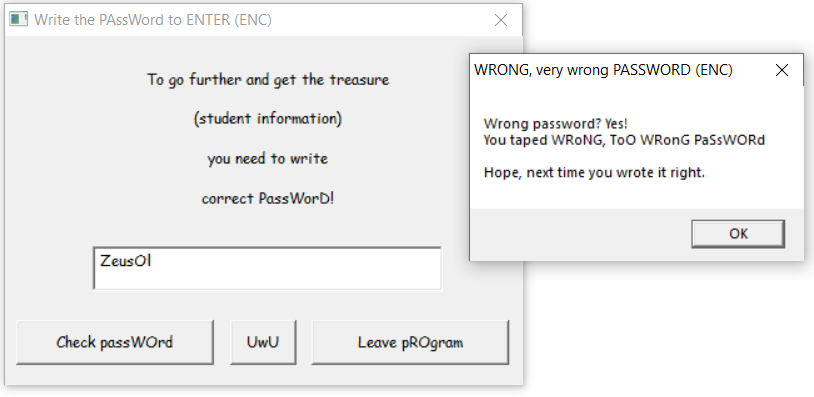 Write the PAssWord to ENTER (ENC)
To go further and get the treasure
(student information)
you need to write
correct PassWorD!
ZeusOl
Check passWOrd
UwU
Leave pROgram
WRONG, very wrong PASSWORD (ENC)
Wrong password? Yes!
You taped WRoNG, ToO WRonG PaSsWORd
Hope, next time you wrote it right.
OK